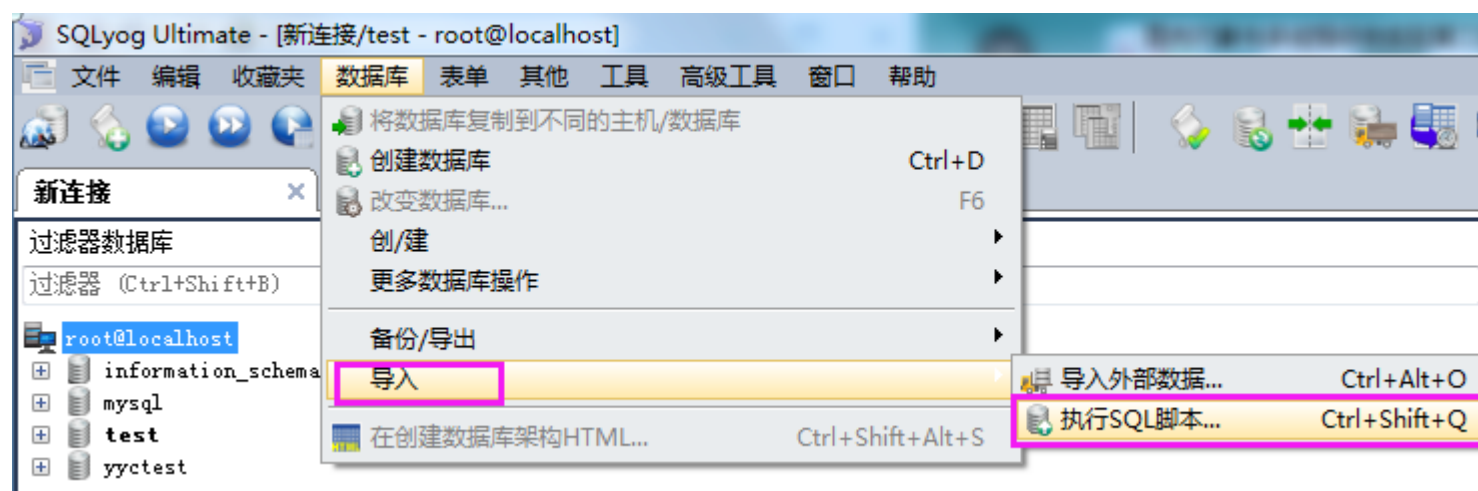 SQLyog Ultimate - [新连接/test - root@localhost]
文件 编辑 收藏夹 数据库 表单 其他 工具 高级工具 窗口 帮助
将数据库复制到不同的主机/数据库
创建数据库 Ctrl+D
改变数据库... F6
创/建
更多数据库操作
备份/导出
导入
在创建数据库架构HTML... Ctrl+Shift+Alt+S
导入外部数据... Ctrl+Alt+O
执行SQL脚本... Ctrl+Shift+Q
新连接
过滤器数据库
过滤器 (Ctrl+Shift+B)
root@localhost
information_schema
mysql
test
yyctest